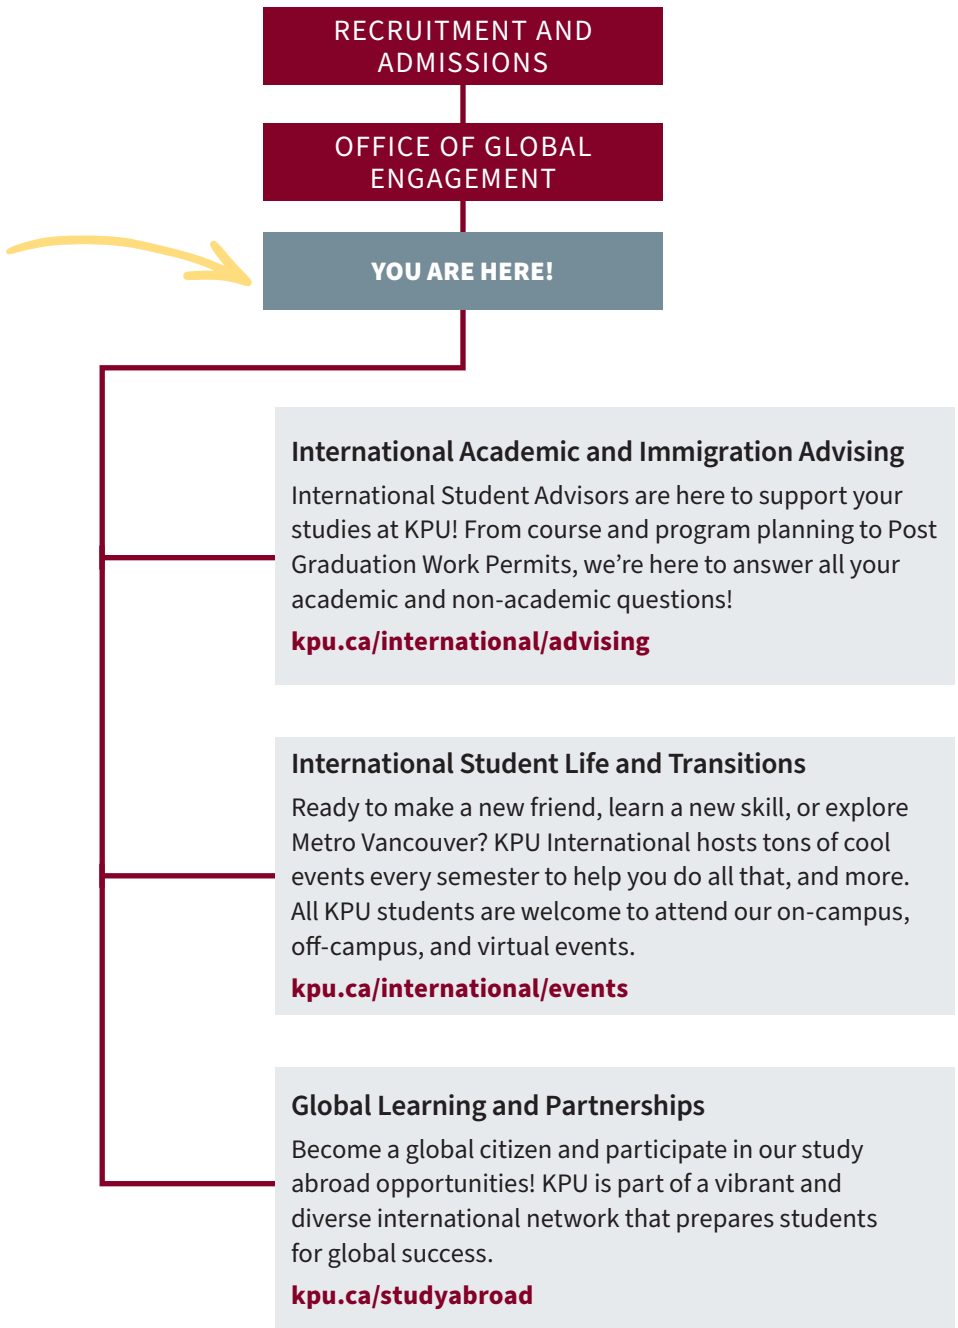 RECRUITMENT AND
ADMISSIONS
OFFICE OF GLOBAL
ENGAGEMENT
YOU ARE HERE!
International Academic and Immigration Advising
International Student Advisors are here to support your
studies at KPU! From course and program planning to Post
Graduation Work Permits, we’re here to answer all your
academic and non-academic questions!
kpu.ca/international/advising
International Student Life and Transitions
Ready to make a new friend, learn a new skill, or explore
Metro Vancouver? KPU International hosts tons of cool
events every semester to help you do all that, and more.
All KPU students are welcome to attend our on-campus,
off-campus, and virtual events.
kpu.ca/international/events
Global Learning and Partnerships
Become a global citizen and participate in our study
abroad opportunities! KPU is part of a vibrant and
diverse international network that prepares students
for global success.
kpu.ca/studyabroad